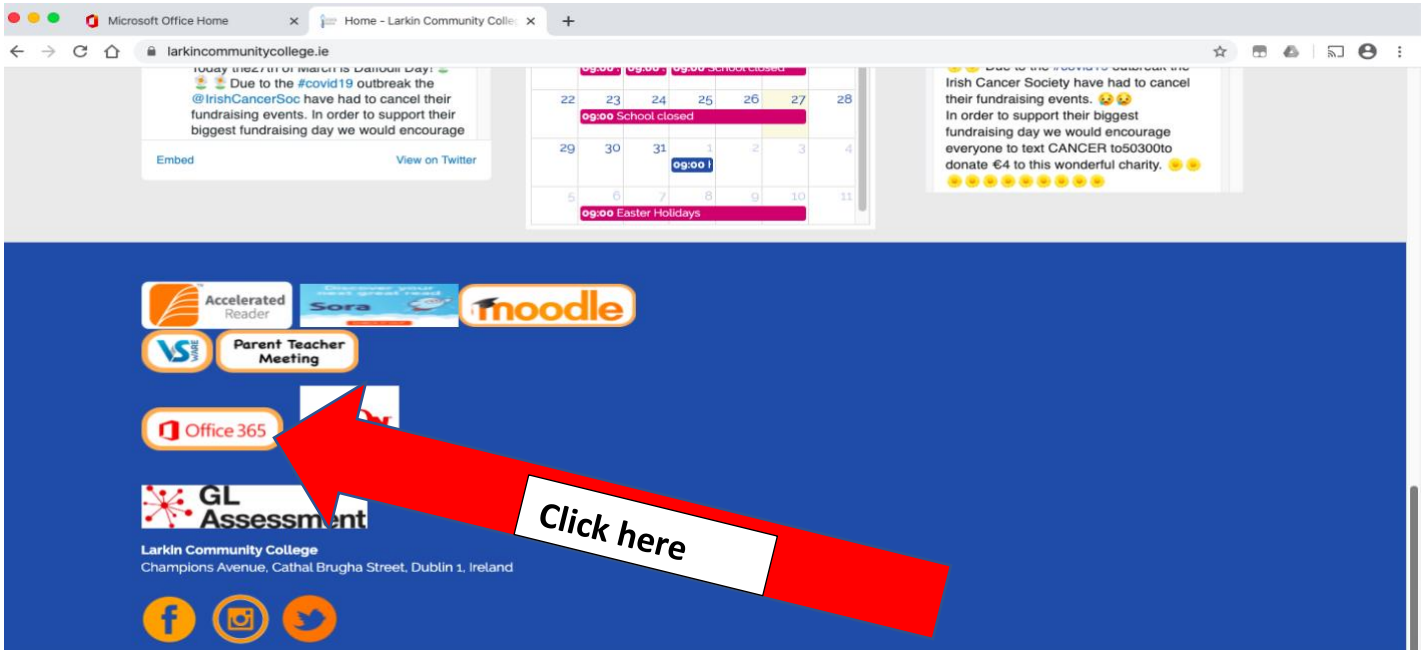 Microsoft Office Home
Home - Larkin Community Colle
larkincommunitycollege.ie
Today the27th of March is Daffodil Day!
Due to the #covid19 outbreak the
@IrishCancerSoc have had to cancel their
fundraising events. In order to support their
biggest fundraising day we would encourage
Embed
View on Twitter
09:00 School closed
22 23 24 25 26 27 28
09:00 School closed
29 30 31 1 2 3 4
09:00
5 6 7 8 9 10 11
09:00 Easter Holidays
Due to the #covid19 outbreak the
Irish Cancer Society have had to cancel
their fundraising events.
In order to support their biggest
fundraising day we would encourage
everyone to text CANCER to50300to
donate €4 to this wonderful charity.
Accelerated
Reader
Discover your
next great read
Sora
moodle
VSWARE
Parent Teacher
Meeting
Office 365
GL
Assessment
Click here
Larkin Community College
Champions Avenue, Cathal Brugha Street, Dublin 1, Ireland